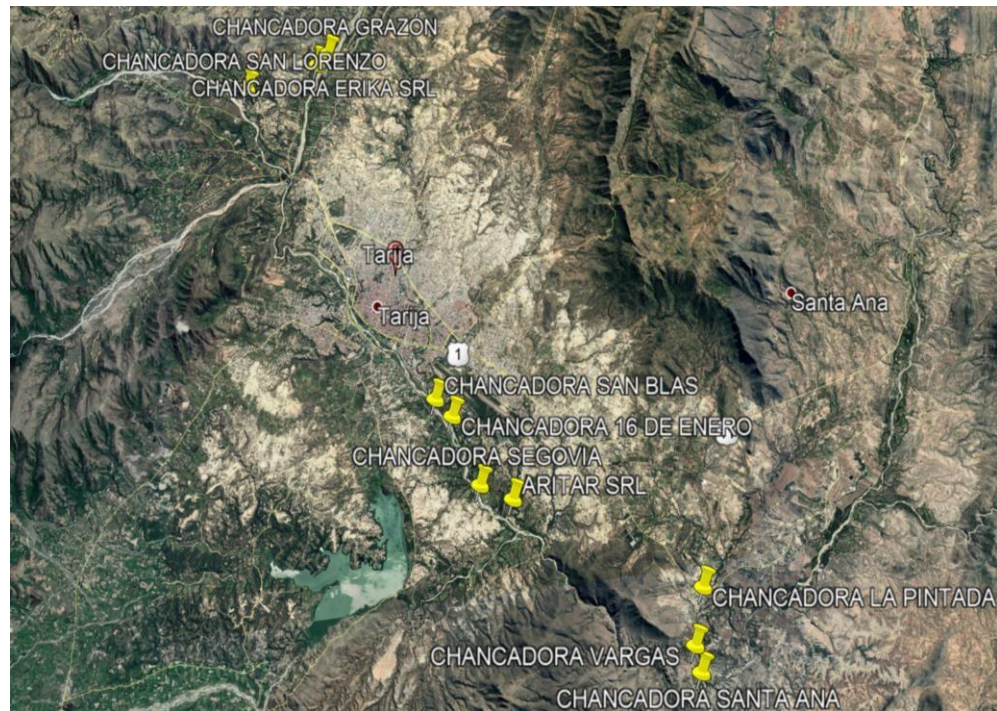 CHANCADORA GRAZON
CHANCADORA SAN LORENZO
CHANCADORA ERIKA SRL
Tarija
Santa Ana
Tarija
1
CHANCADORA SAN BLAS
CHANCADORA 16 DE ENERO
CHANCADORA SEGOVIA
ARITAR SRL
CHANCADORA LA PINTADA
CHANCADORA VARGAS
CHANCADORA SANTA ANA